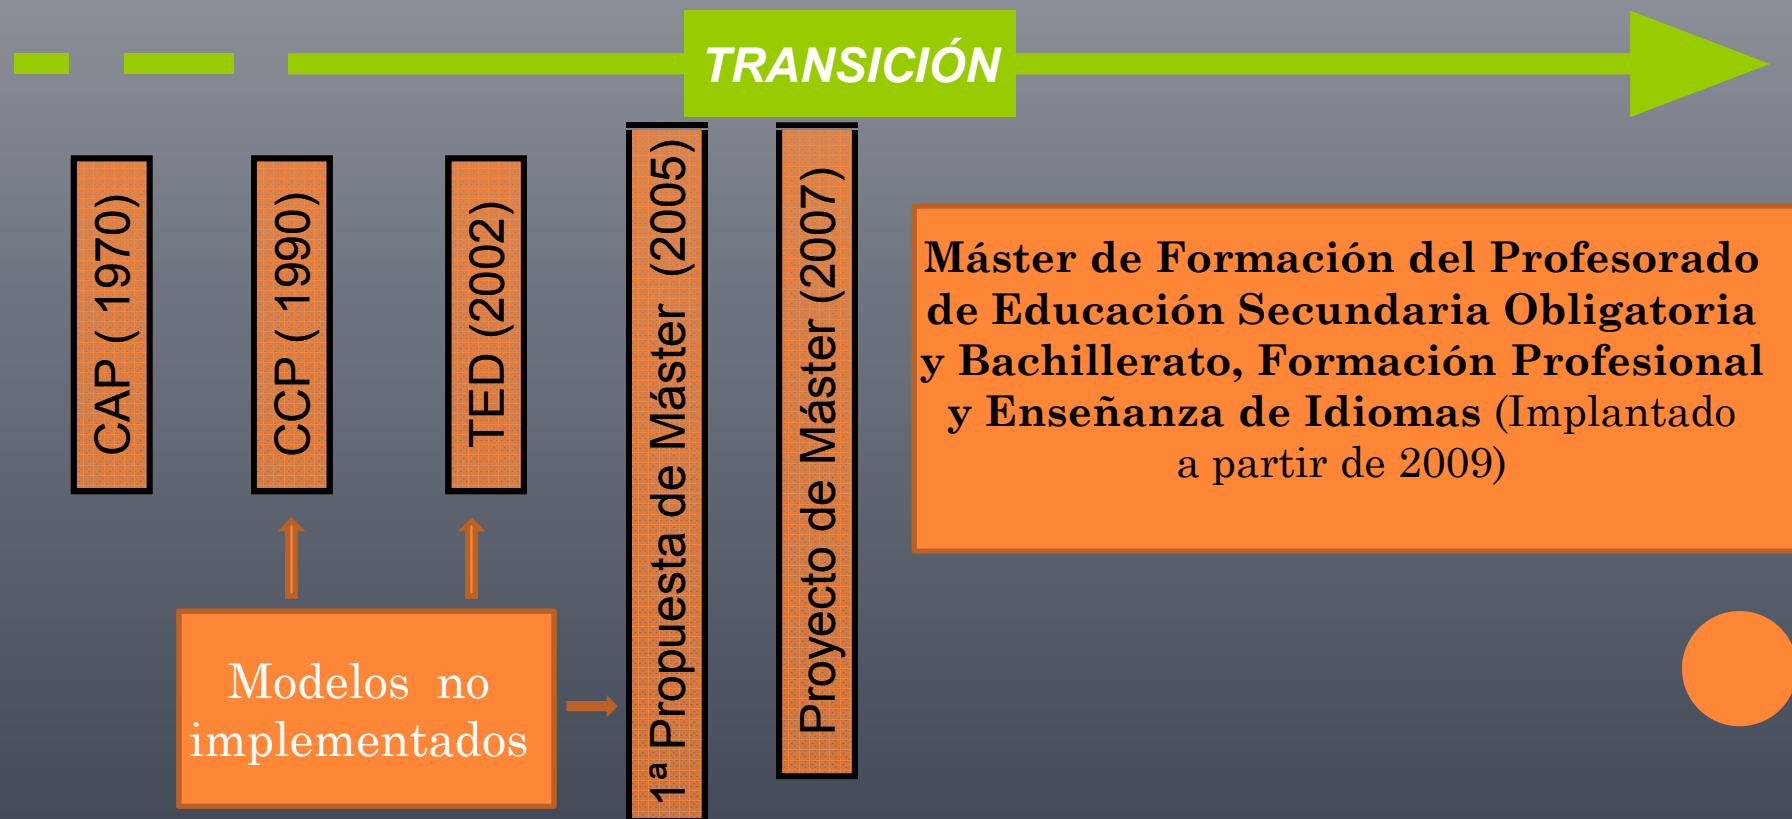 TRANSICIÓN
CAP ( 1970)
CCP ( 1990)
TED (2002)
1ª Propuesta de Máster (2005)
Proyecto de Máster (2007)
Máster de Formación del Profesorado
de Educación Secundaria Obligatoria
y Bachillerato, Formación Profesional
y Enseñanza de Idiomas (Implantado
a partir de 2009)
Modelos no
implementados